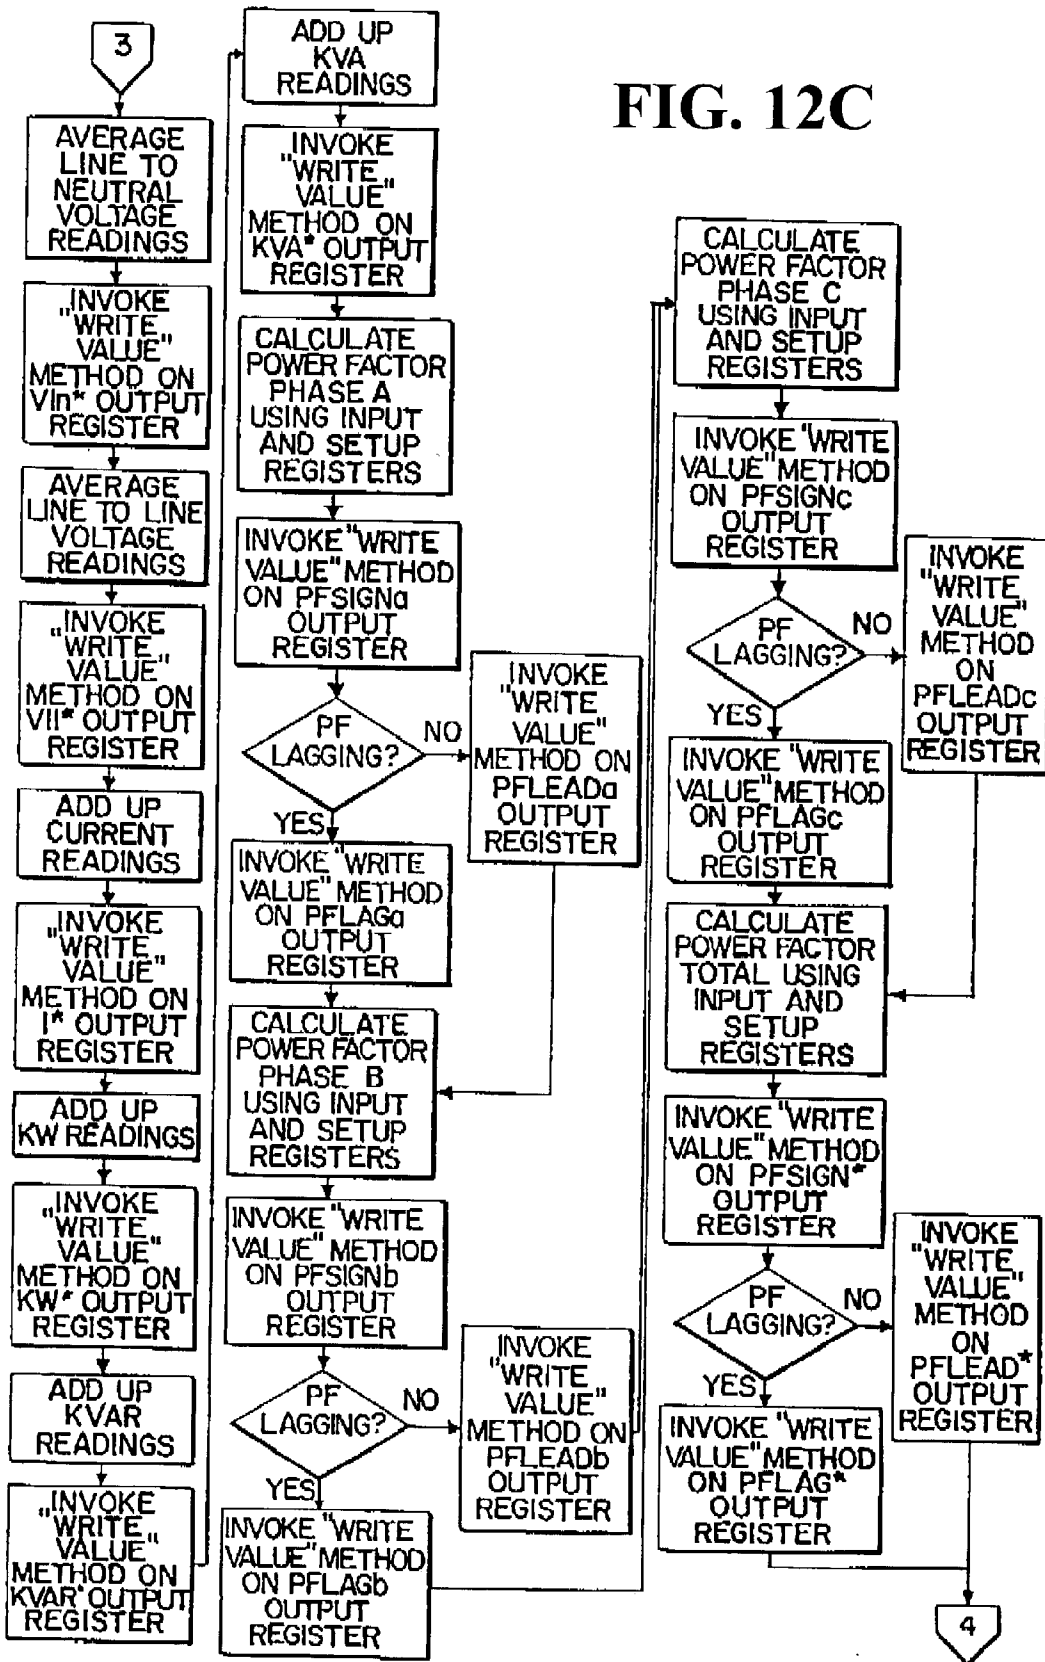 FIG. 12C
3
AVERAGE
LINE TO
NEUTRAL
VOLTAGE
READINGS
INVOKE
"WRITE
VALUE"
METHOD ON
Vln* OUTPUT
REGISTER
AVERAGE
LINE TO LINE
VOLTAGE
READINGS
INVOKE
"WRITE
VALUE"
METHOD ON
Vll* OUTPUT
REGISTER
ADD UP
CURRENT
READINGS
INVOKE
"WRITE
VALUE"
METHOD ON
I* OUTPUT
REGISTER
ADD UP
KW READINGS
INVOKE
"WRITE
VALUE"
METHOD ON
KW* OUTPUT
REGISTER
ADD UP
KVAR
READINGS
INVOKE
"WRITE
VALUE"
METHOD ON
KVAR* OUTPUT
REGISTER
ADD UP
KVA
READINGS
INVOKE
"WRITE
VALUE"
METHOD ON
KVA* OUTPUT
REGISTER
CALCULATE
POWER FACTOR
PHASE A
USING INPUT
AND SETUP
REGISTERS
INVOKE "WRITE
VALUE" METHOD
ON PFSIGNa
OUTPUT
REGISTER
PF
LAGGING?
NO
YES
INVOKE
"WRITE
VALUE"
METHOD ON
PFLEADa
OUTPUT
REGISTER
INVOKE "WRITE
VALUE" METHOD
ON PFLAGa
OUTPUT
REGISTER
CALCULATE
POWER FACTOR
PHASE B
USING INPUT
AND SETUP
REGISTERS
INVOKE "WRITE
VALUE" METHOD
ON PFSIGNb
OUTPUT
REGISTER
PF
LAGGING?
NO
YES
INVOKE
"WRITE
VALUE"
METHOD ON
PFLEADb
OUTPUT
REGISTER
INVOKE "WRITE
VALUE" METHOD
ON PFLAGb
OUTPUT
REGISTER
CALCULATE
POWER FACTOR
PHASE C
USING INPUT
AND SETUP
REGISTERS
INVOKE "WRITE
VALUE" METHOD
ON PFSIGNc
OUTPUT
REGISTER
PF
LAGGING?
NO
YES
INVOKE
"WRITE
VALUE"
METHOD
ON
PFLEADc
OUTPUT
REGISTER
INVOKE "WRITE
VALUE" METHOD
ON PFLAGc
OUTPUT
REGISTER
CALCULATE
POWER FACTOR
TOTAL USING
INPUT AND
SETUP
REGISTERS
INVOKE "WRITE
VALUE" METHOD
ON PFSIGN*
OUTPUT
REGISTER
PF
LAGGING?
NO
YES
INVOKE
"WRITE
VALUE"
METHOD
ON
PFLEAD*
OUTPUT
REGISTER
INVOKE "WRITE
VALUE" METHOD
ON PFLAG*
OUTPUT
REGISTER
4